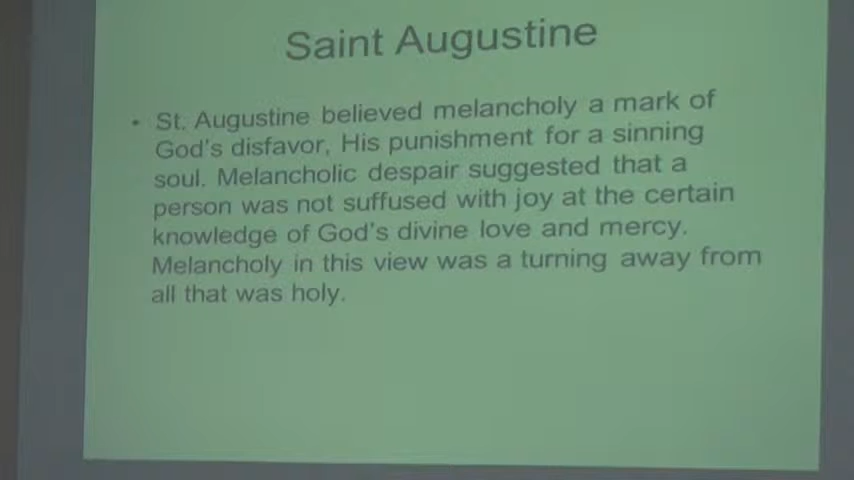 Saint Augustine
• St. Augustine believed melancholy a mark of
God's disfavor, His punishment for a sinning
soul. Melancholic despair suggested that a
person was not suffused with joy at the certain
knowledge of God's divine love and mercy.
Melancholy in this view was a turning away from
all that was holy.